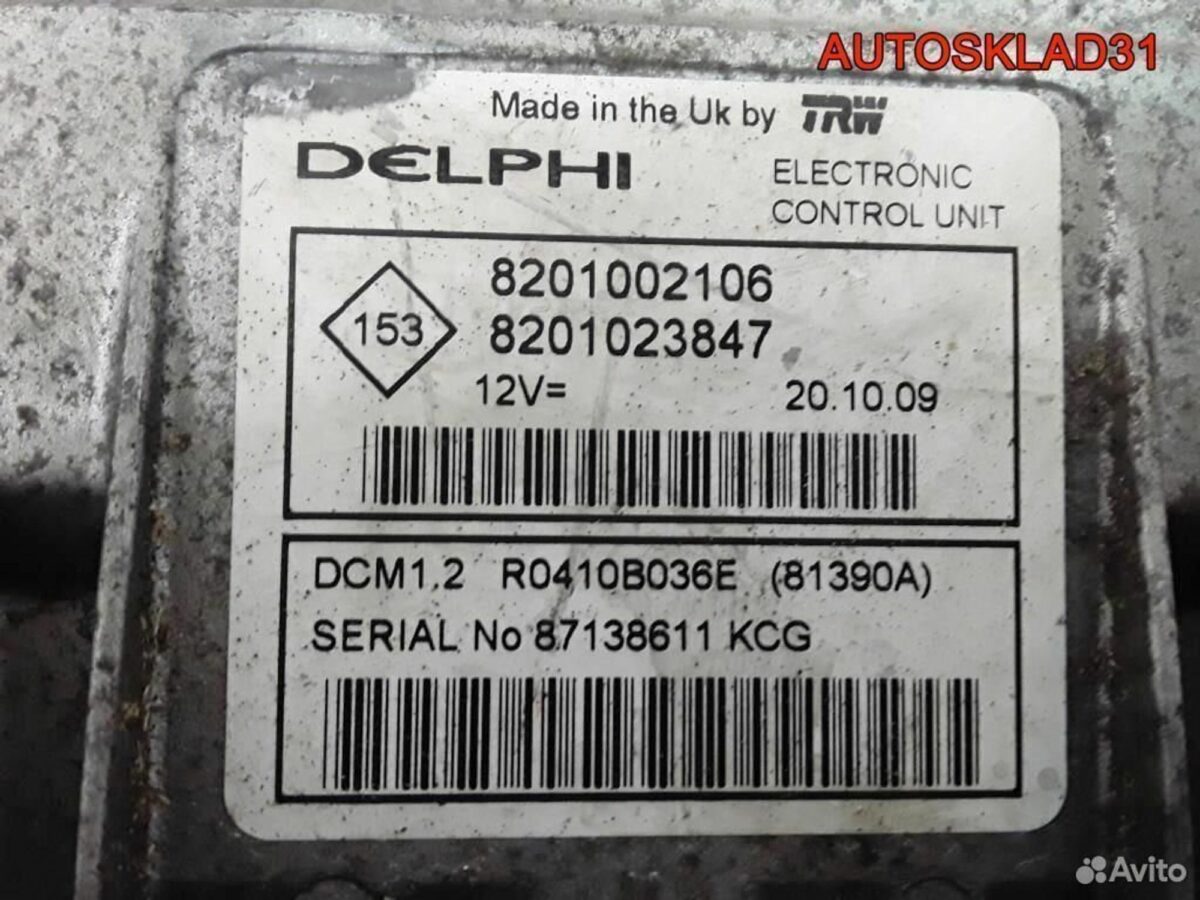 AUTOSKLAD31
Made in the Uk by TRW
DELPHI
ELECTRONIC
CONTROL UNIT
8201002106
153
8201023847
12V= 20.10.09
DCM1.2 R0410B036E (81390A)
SERIAL No 87138611 KCG
Avito